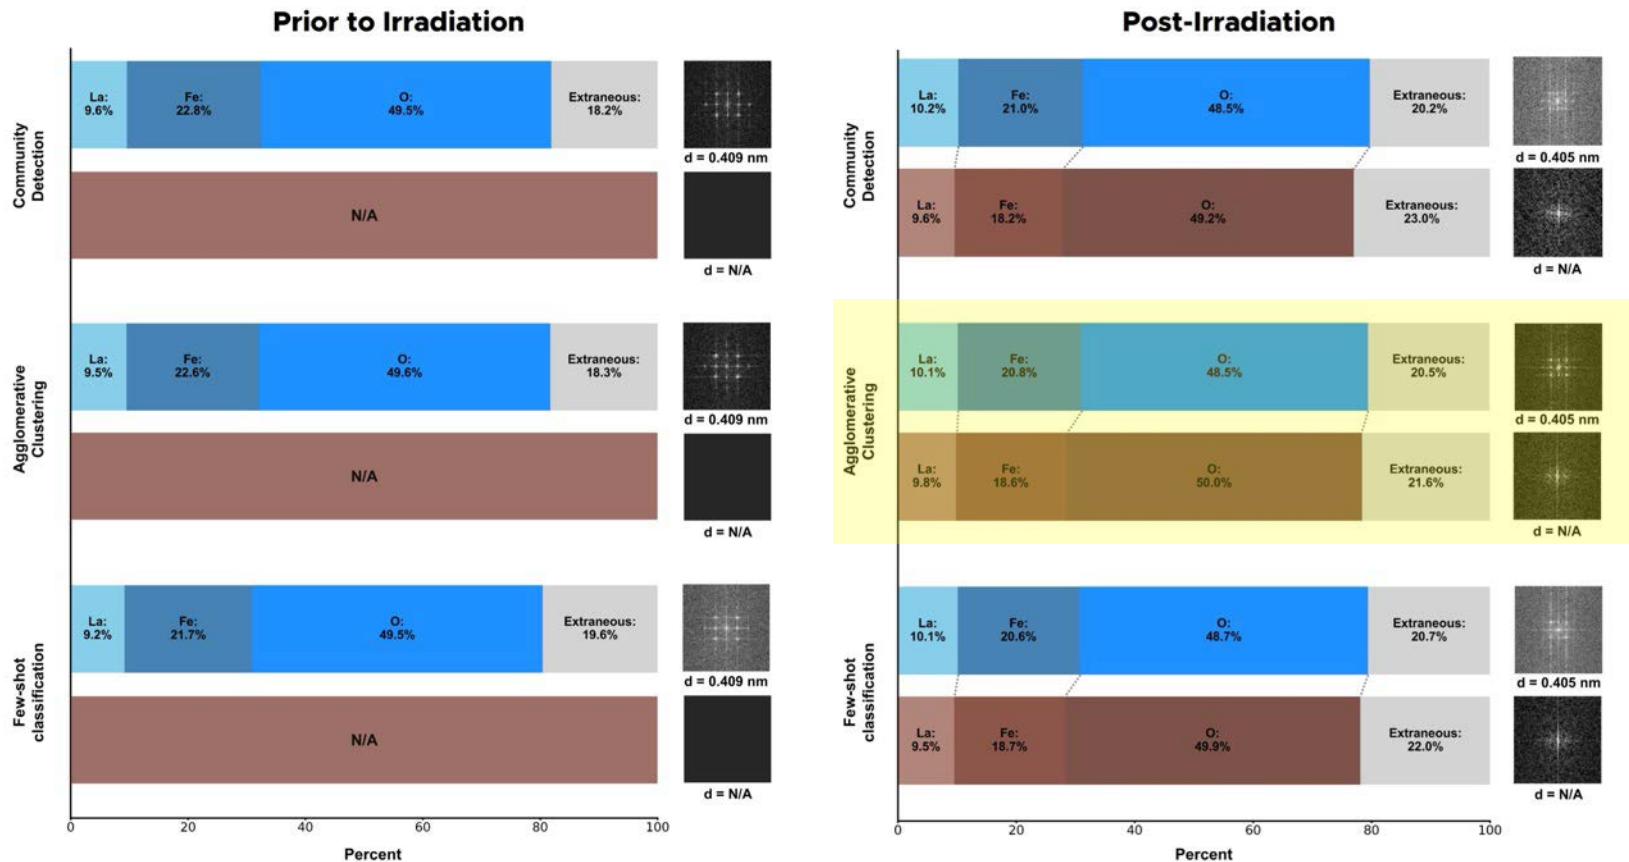 Prior to Irradiation
Community
Detection
La:
9.6%
Fe:
22.8%
O:
49.5%
Extraneous:
18.2%
d = 0.409 nm
N/A
d = N/A
Agglomerative
Clustering
La:
9.5%
Fe:
22.6%
O:
49.6%
Extraneous:
18.3%
d = 0.409 nm
N/A
d = N/A
Few-shot
classification
La:
9.2%
Fe:
21.7%
O:
49.5%
Extraneous:
19.6%
d = 0.409 nm
N/A
d = N/A
0 20 40 60 80 100
Percent
Post-Irradiation
Community
Detection
La:
10.2%
Fe:
21.0%
O:
48.5%
Extraneous:
20.2%
d = 0.405 nm
La:
9.6%
Fe:
18.2%
O:
49.2%
Extraneous:
23.0%
d = N/A
Agglomerative
Clustering
La:
10.1%
Fe:
20.8%
O:
48.5%
Extraneous:
20.5%
d = 0.405 nm
La:
9.8%
Fe:
18.6%
O:
50.0%
Extraneous:
21.6%
d = N/A
Few-shot
classification
La:
10.1%
Fe:
20.6%
O:
48.7%
Extraneous:
20.7%
d = 0.405 nm
La:
9.5%
Fe:
18.7%
O:
49.9%
Extraneous:
22.0%
d = N/A
0 20 40 60 80 100
Percent